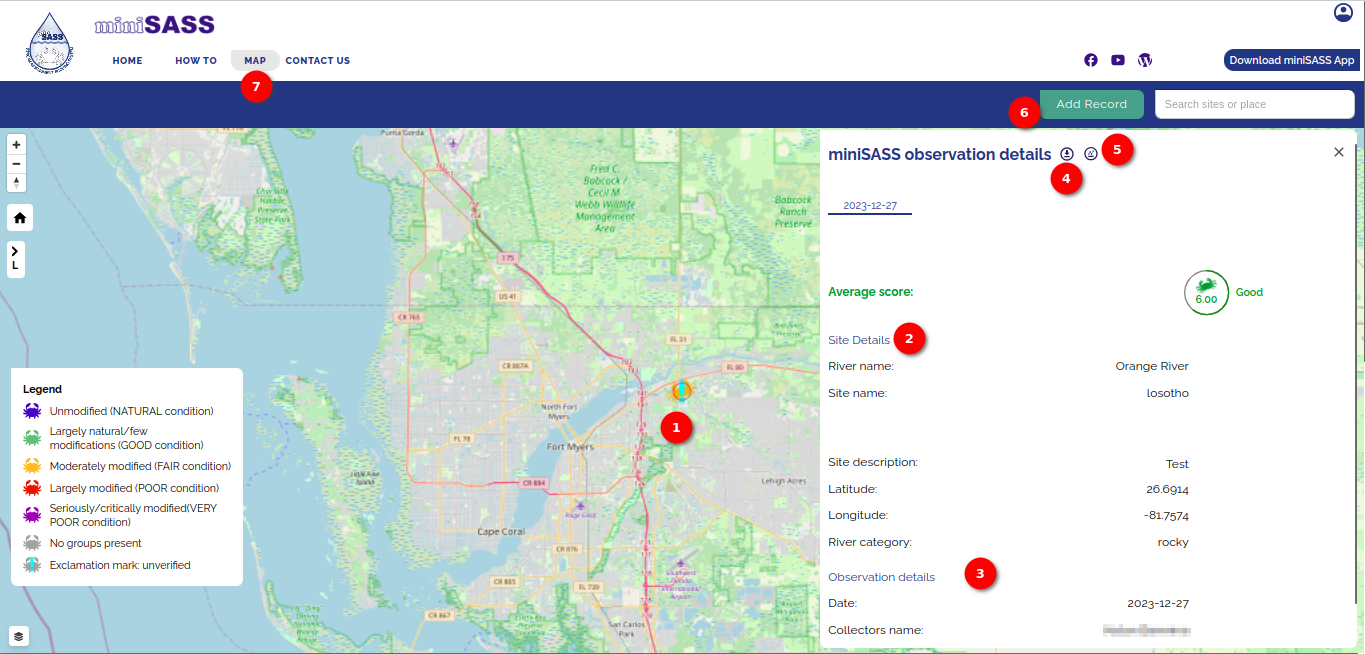 miniSASS
SASS
HOME
HOW TO
MAP
CONTACT US
Download miniSASS App
7
6
Add Record
Search sites or place
+
−
L
Punta Gorda
Charlotte
Harbor
Preserve
State Park
Fred C.
Babcock /
Cecil M.
Webb Wildlife
Management
Area
Babcock
Ranch
Preserve
I 75
US 41
CR 765
FL 31
CR 867A
FL 80
North Fort
Myers
FL 78
Fort Myers
1
CR 884
Lehigh Acres
Page Field
Cape Coral
CR 876
CR 865
FL 739
CR 867
Southwest
Florida
International
Airport
San Carlos
Park
Legend
Unmodified (NATURAL condition)
Largely natural/few
modifications (GOOD condition)
Moderately modified (FAIR condition)
Largely modified (POOR condition)
Seriously/critically modified(VERY
POOR condition)
No groups present
Exclamation mark: unverified
miniSASS observation details
5
4
2023-12-27
Average score:
6.00
Good
Site Details
2
River name:
Orange River
Site name:
losotho
Site description:
Test
Latitude:
26.6914
Longitude:
-81.7574
River category:
rocky
Observation details
3
Date:
2023-12-27
Collectors name: